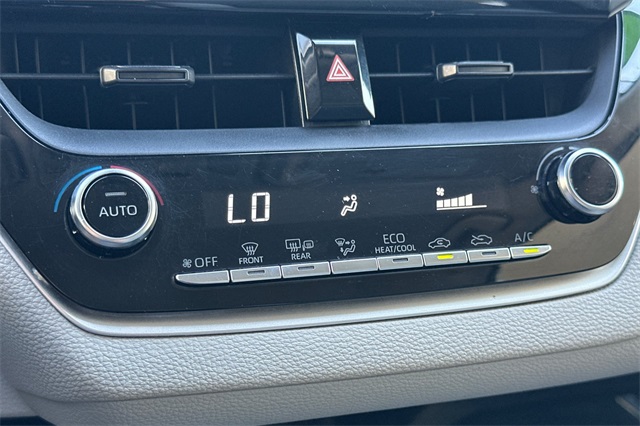 AUTO
LO
OFF
FRONT
REAR
ECO
HEAT/COOL
A/C